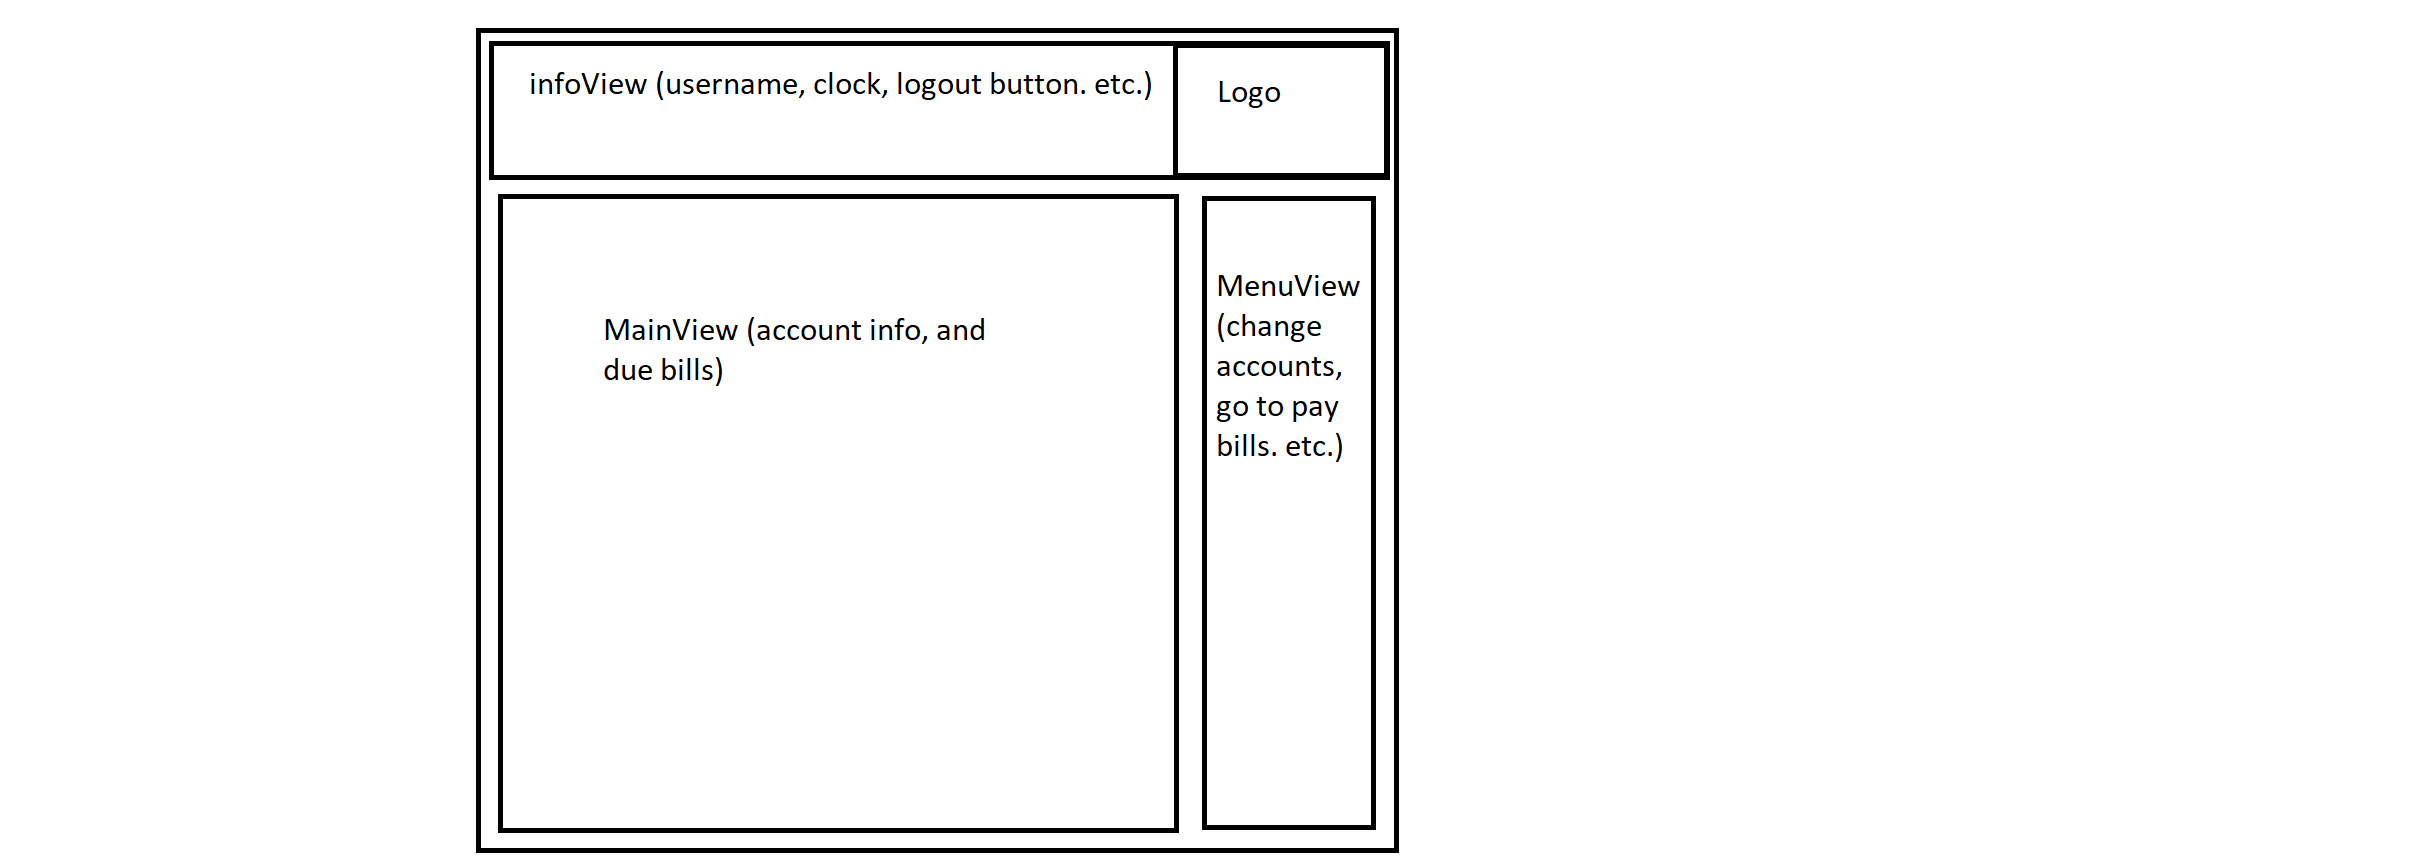 infoView (username, clock, logout button. etc.)
Logo
MainView (account info, and
due bills)
MenuView
(change
accounts,
go to pay
bills. etc.)